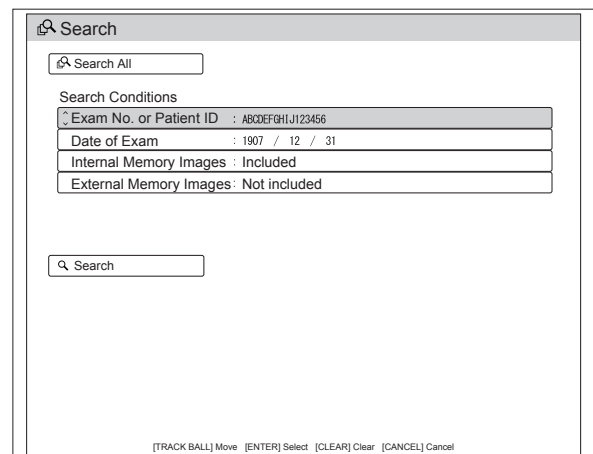 Search
Search All
Search Conditions
Exam No. or Patient ID : ABCDEFGHIJ123456
Date of Exam : 1907 / 12 / 31
Internal Memory Images : Included
External Memory Images : Not included
Search
[TRACK BALL] Move [ENTER] Select [CLEAR] Clear [CANCEL] Cancel